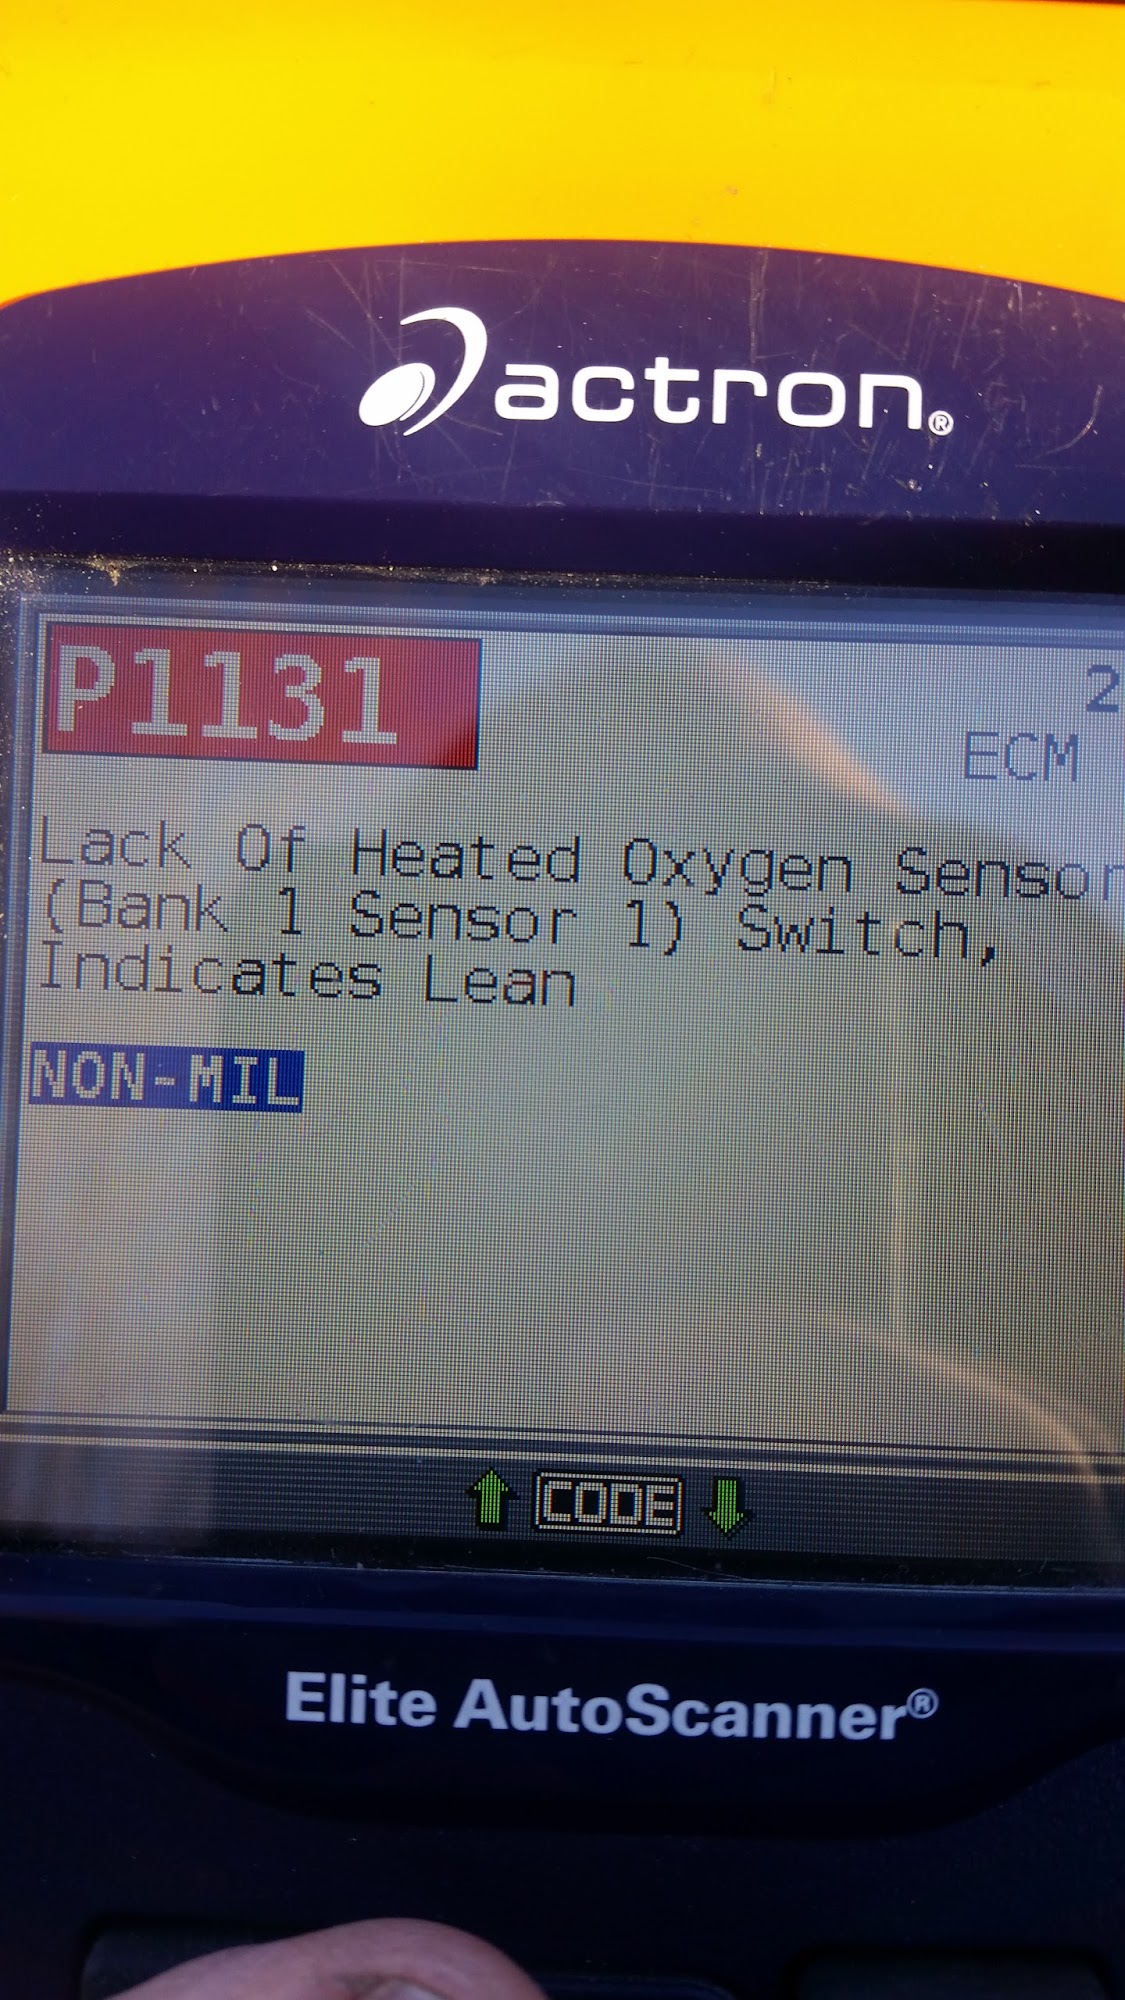 actron®
P1131
2
ECM
Lack Of Heated Oxygen Sensor
(Bank 1 Sensor 1) Switch,
Indicates Lean
NON-MIL
CODE
Elite AutoScanner®